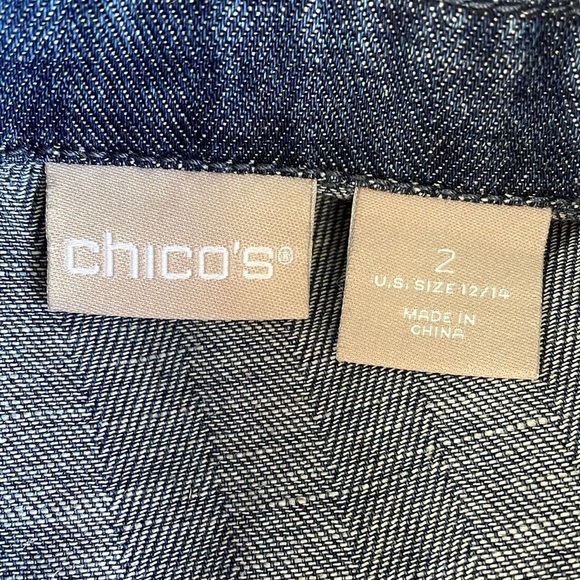 chico's®
2
U.S. SIZE 12/14
MADE IN
CHINA